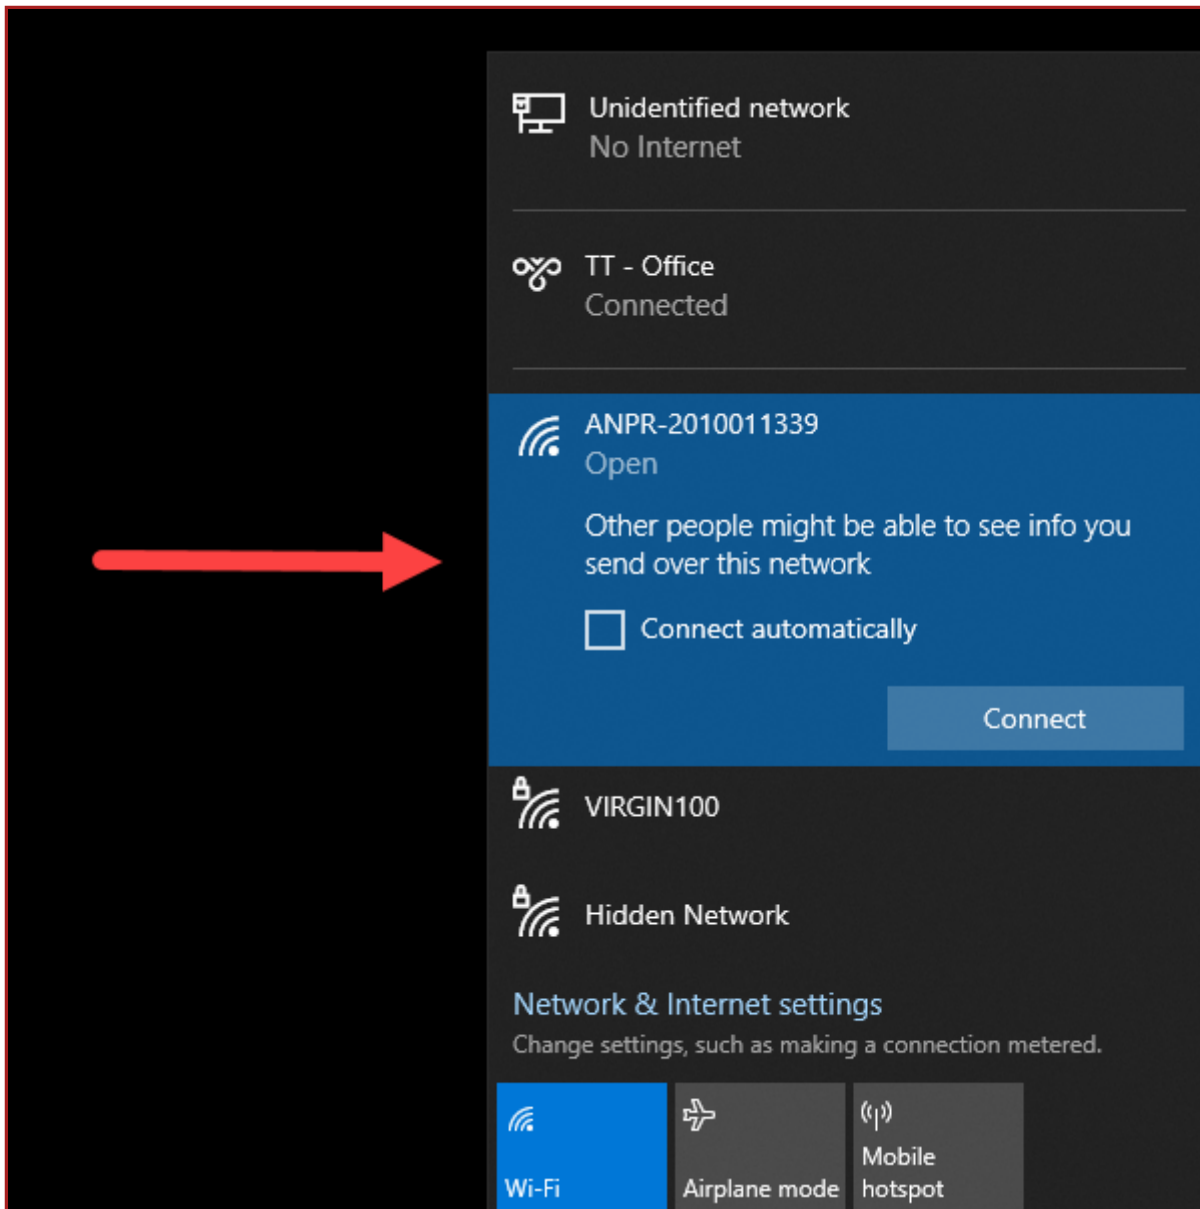 Unidentified network
No Internet
TT - Office
Connected
ANPR-2010011339
Open
Other people might be able to see info you
send over this network
Connect automatically
Connect
VIRGIN100
Hidden Network
Network & Internet settings
Change settings, such as making a connection metered.
Wi-Fi
Airplane mode
Mobile
hotspot